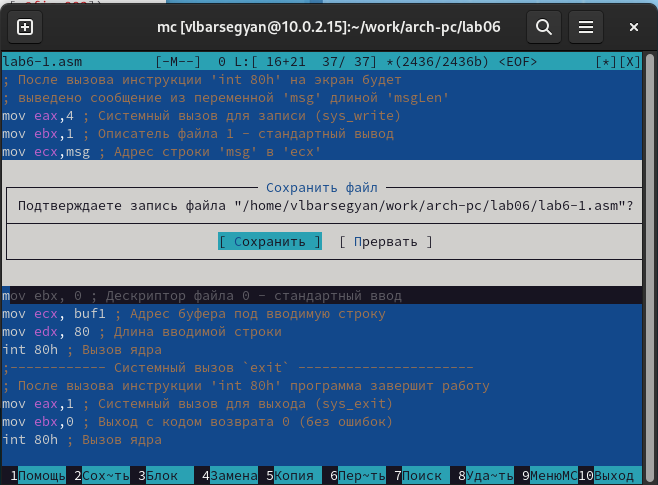 mc [vlbarsegyan@10.0.2.15]:~/work/arch-pc/lab06
lab6-1.asm [-M--] 0 L:[ 16+21 37/ 37] *(2436/2436b) <EOF> [*][X]
; После вызова инструкции 'int 80h' на экран будет
; выведено сообщение из переменной 'msg' длиной 'msgLen'
mov eax,4 ; Системный вызов для записи (sys_write)
mov ebx,1 ; Описатель файла 1 - стандартный вывод
mov ecx,msg ; Адрес строки 'msg' в 'ecx'
Сохранить файл
Подтверждаете запись файла "/home/vlbarsegyan/work/arch-pc/lab06/lab6-1.asm"?
[ Сохранить ] [ Прервать ]
mov ebx, 0 ; Дескриптор файла 0 - стандартный ввод
mov ecx, buf1 ; Адрес буфера под вводимую строку
mov edx, 80 ; Длина вводимой строки
int 80h ; Вызов ядра
;------------ Системный вызов `exit` ----------------------
; После вызова инструкции 'int 80h' программа завершит работу
mov eax,1 ; Системный вызов для выхода (sys_exit)
mov ebx,0 ; Выход с кодом возврата 0 (без ошибок)
int 80h ; Вызов ядра
1Помощь 2Сох~ть 3Блок 4Замена 5Копия 6Пер~ть 7Поиск 8Уда~ть 9МенюMC 10Выход